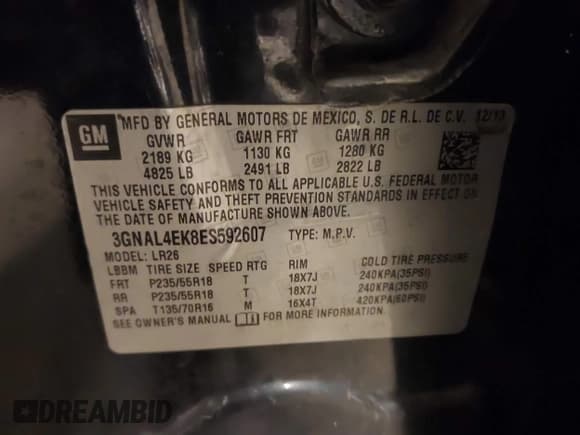 GM
MFD BY GENERAL MOTORS DE MEXICO, S. DE R.L. DE C.V. 12/13
GVWR GAWR FRT GAWR RR
2189 KG 1130 KG 1280 KG
4825 LB 2491 LB 2822 LB
THIS VEHICLE CONFORMS TO ALL APPLICABLE U.S. FEDERAL MOTOR
VEHICLE SAFETY AND THEFT PREVENTION STANDARDS IN EFFECT ON
THE DATE OF MANUFACTURE SHOWN ABOVE.
3GNAL4EK8ES592607 TYPE: M.P.V.
MODEL: LR26
LBBM TIRE SIZE SPEED RTG RIM COLD TIRE PRESSURE
FRT P235/55R18 T 18X7J 240KPA(35PSI)
RR P235/55R18 T 18X7J 240KPA(35PSI)
SPA T135/70R16 M 16X4T 420KPA(60PSI)
SEE OWNER'S MANUAL FOR MORE INFORMATION.
DREAMBID